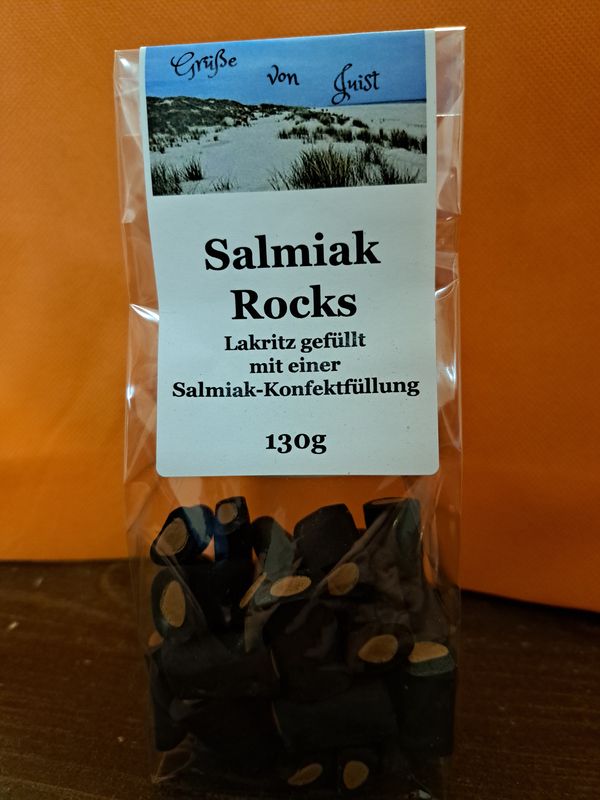 Grüße von Juist
Salmiak
Rocks
Lakritz gefüllt
mit einer
Salmiak-Konfektfüllung
130g